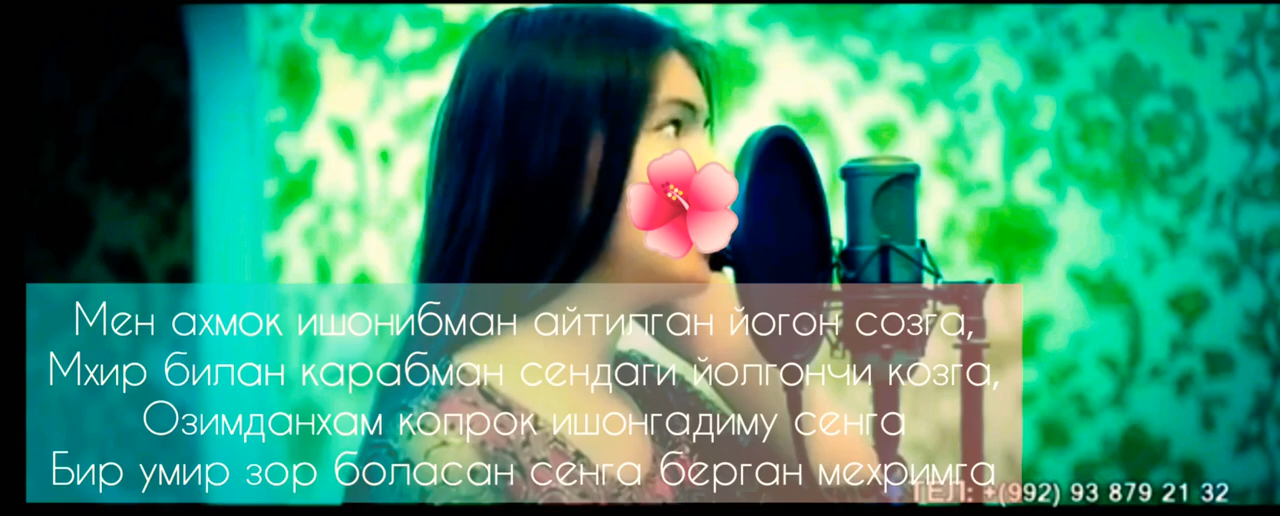 Мен ахмок ишонибман айтилган йогон созга,
Мхир билан карабман сендаги йолгончи козга,
Озимданхам копрок ишонгадиму сенга
Бир умир зор боласан сенга берган мехримга
ТЕЛ: +(992) 93 879 21 32